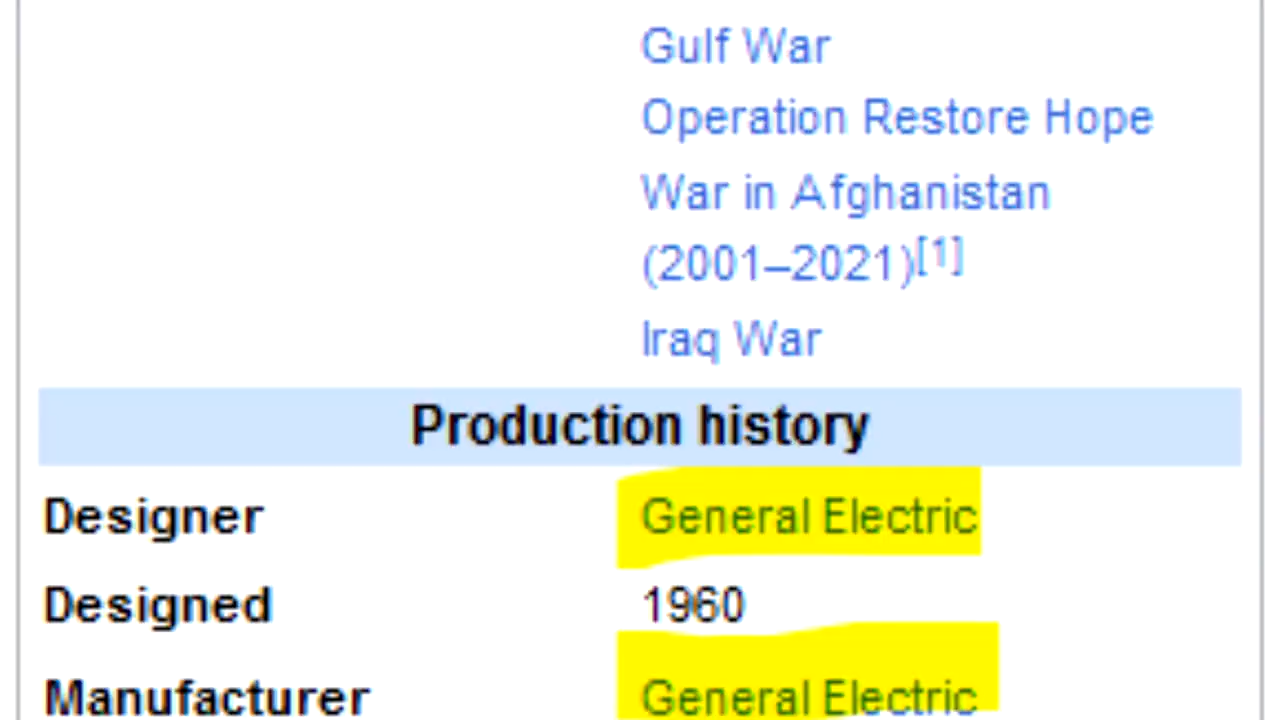 Gulf War
Operation Restore Hope
War in Afghanistan
(2001–2021)[1]
Iraq War
Production history
Designer General Electric
Designed 1960
Manufacturer General Electric